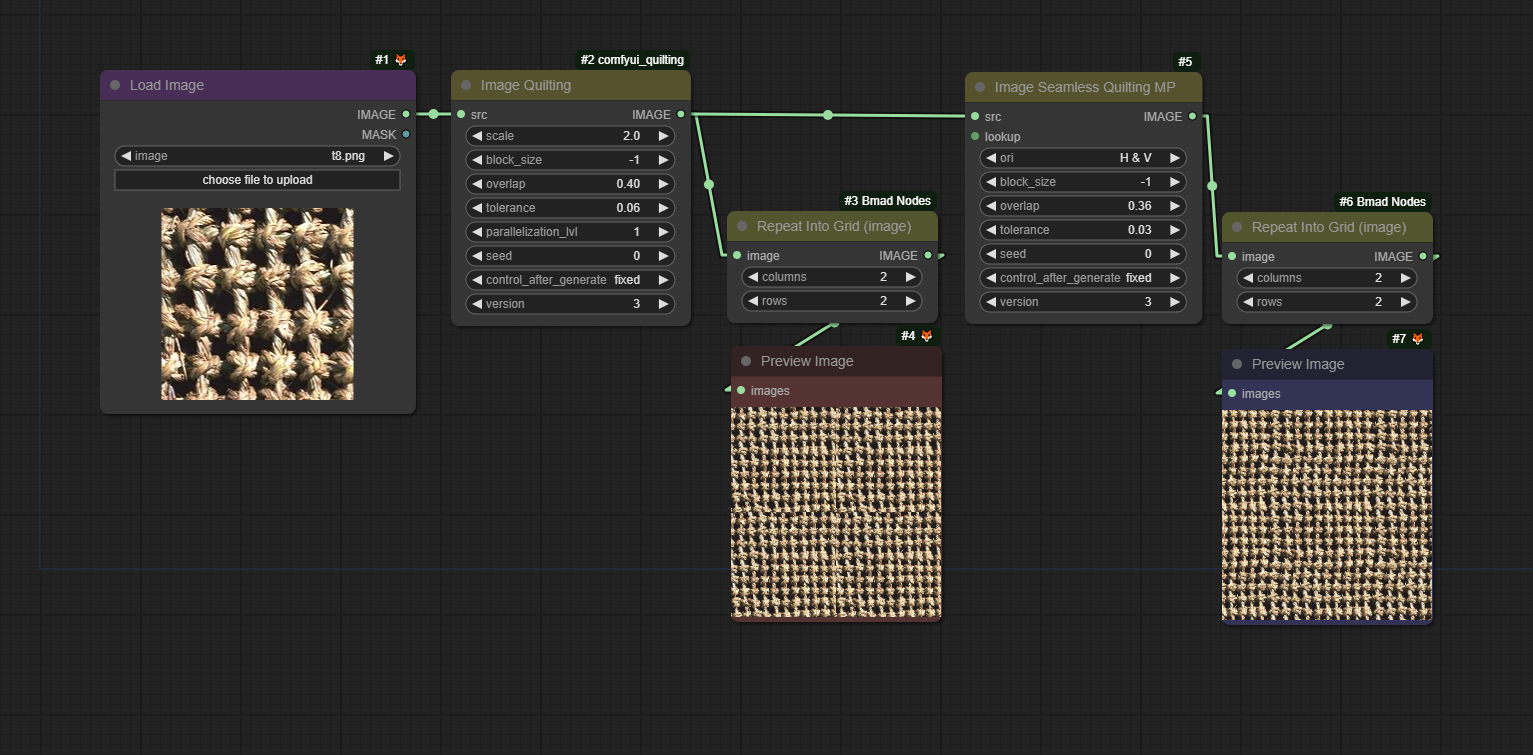 #1
Load Image
IMAGE
MASK
image t8.png
choose file to upload
#2 comfyui_quilting
Image Quilting
src IMAGE
scale 2.0
block_size -1
overlap 0.40
tolerance 0.06
parallelization_lvl 1
seed 0
control_after_generate fixed
version 3
#3 Bmad Nodes
Repeat Into Grid (image)
image IMAGE
columns 2
rows 2
#4
Preview Image
images
#5
Image Seamless Quilting MP
src IMAGE
lookup
ori H & V
block_size -1
overlap 0.36
tolerance 0.03
seed 0
control_after_generate fixed
version 3
#6 Bmad Nodes
Repeat Into Grid (image)
image IMAGE
columns 2
rows 2
#7
Preview Image
images